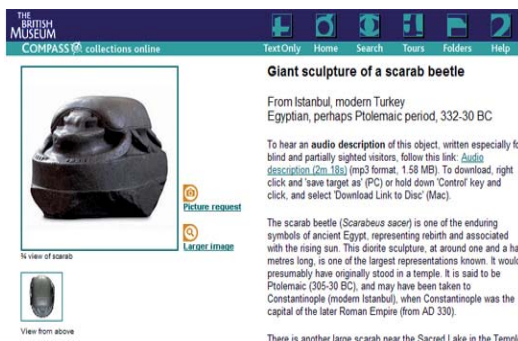 THE
BRITISH
MUSEUM
COMPASS collections online
Text Only Home Search Tours Folders Help
Giant sculpture of a scarab beetle
From Istanbul, modern Turkey
Egyptian, perhaps Ptolemaic period, 332-30 BC
To hear an audio description of this object, written especially fo
blind and partially sighted visitors, follow this link: Audio
description (2m 18s) (mp3 format, 1.58 MB). To download, right
click and 'save target as' (PC) or hold down 'Control' key and
click, and select 'Download Link to Disc' (Mac).
Picture request
Larger image
¾ view of scarab
View from above
The scarab beetle (Scarabeus sacer) is one of the enduring
symbols of ancient Egypt, representing rebirth and associated
with the rising sun. This diorite sculpture, at around one and a ha
metres long, is one of the largest representations known. It would
presumably have originally stood in a temple. It is said to be
Ptolemaic (305-30 BC), and may have been taken to
Constantinople (modern Istanbul), when Constantinople was the
capital of the later Roman Empire (from AD 330).
There is another large scarab near the Sacred Lake in the Temple